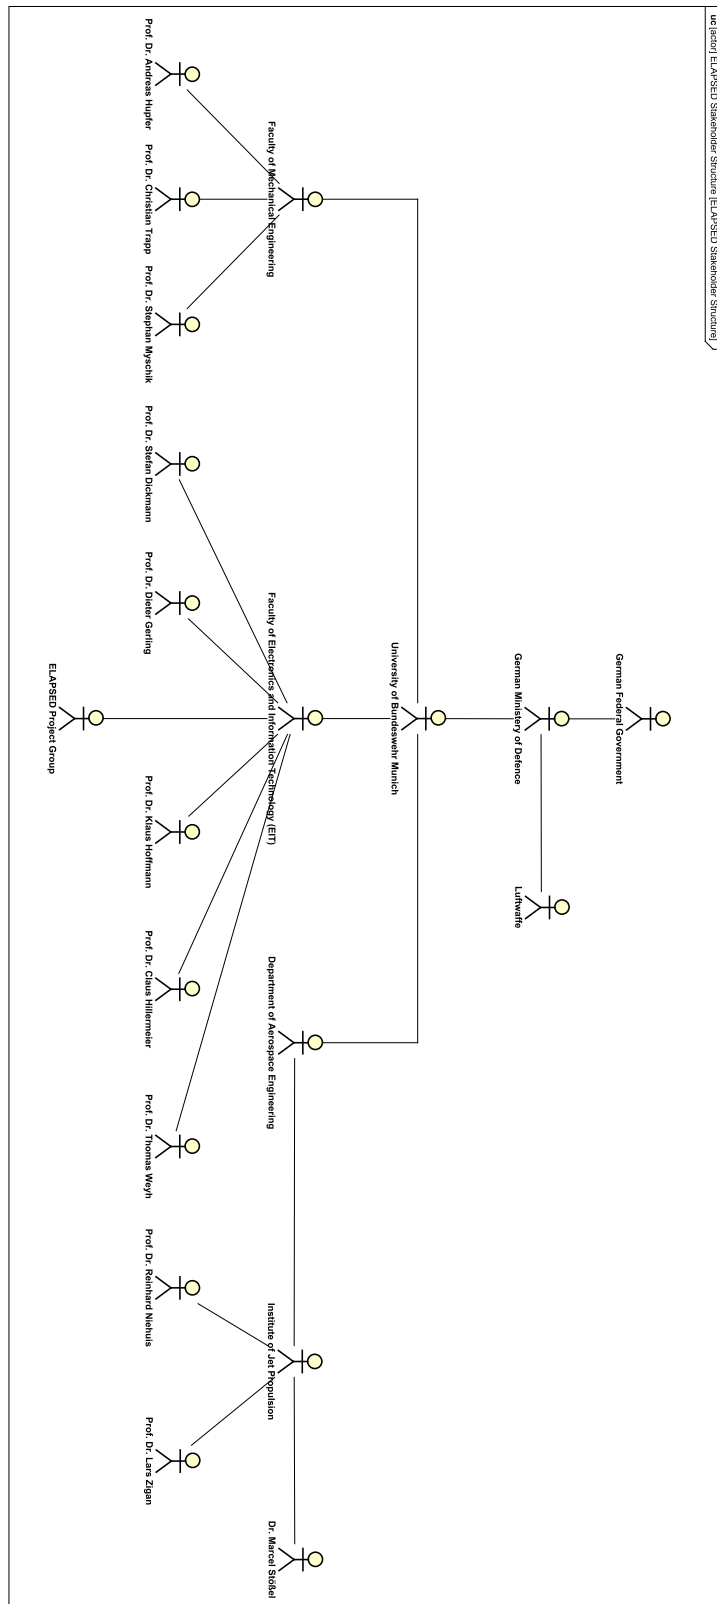 uc [actor] ELAPSED Stakeholder Structure [ELAPSED Stakeholder Structure]
German Federal Government
German Ministery of Defence
Luftwaffe
University of Bundeswehr Munich
Faculty of Mechanical Engineering
Faculty of Electronics and Information Technology (EIT)
Department of Aerospace Engineering
Institute of Jet Propulsion
Dr. Marcel Stößel
Prof. Dr. Andreas Hupfer
Prof. Dr. Christian Trapp
Prof. Dr. Stephan Myschik
Prof. Dr. Stefan Dickmann
Prof. Dr. Dieter Gerling
Prof. Dr. Klaus Hoffmann
Prof. Dr. Claus Hillermeier
Prof. Dr. Thomas Weyh
Prof. Dr. Reinhard Niehuis
Prof. Dr. Lars Zigan
ELAPSED Project Group